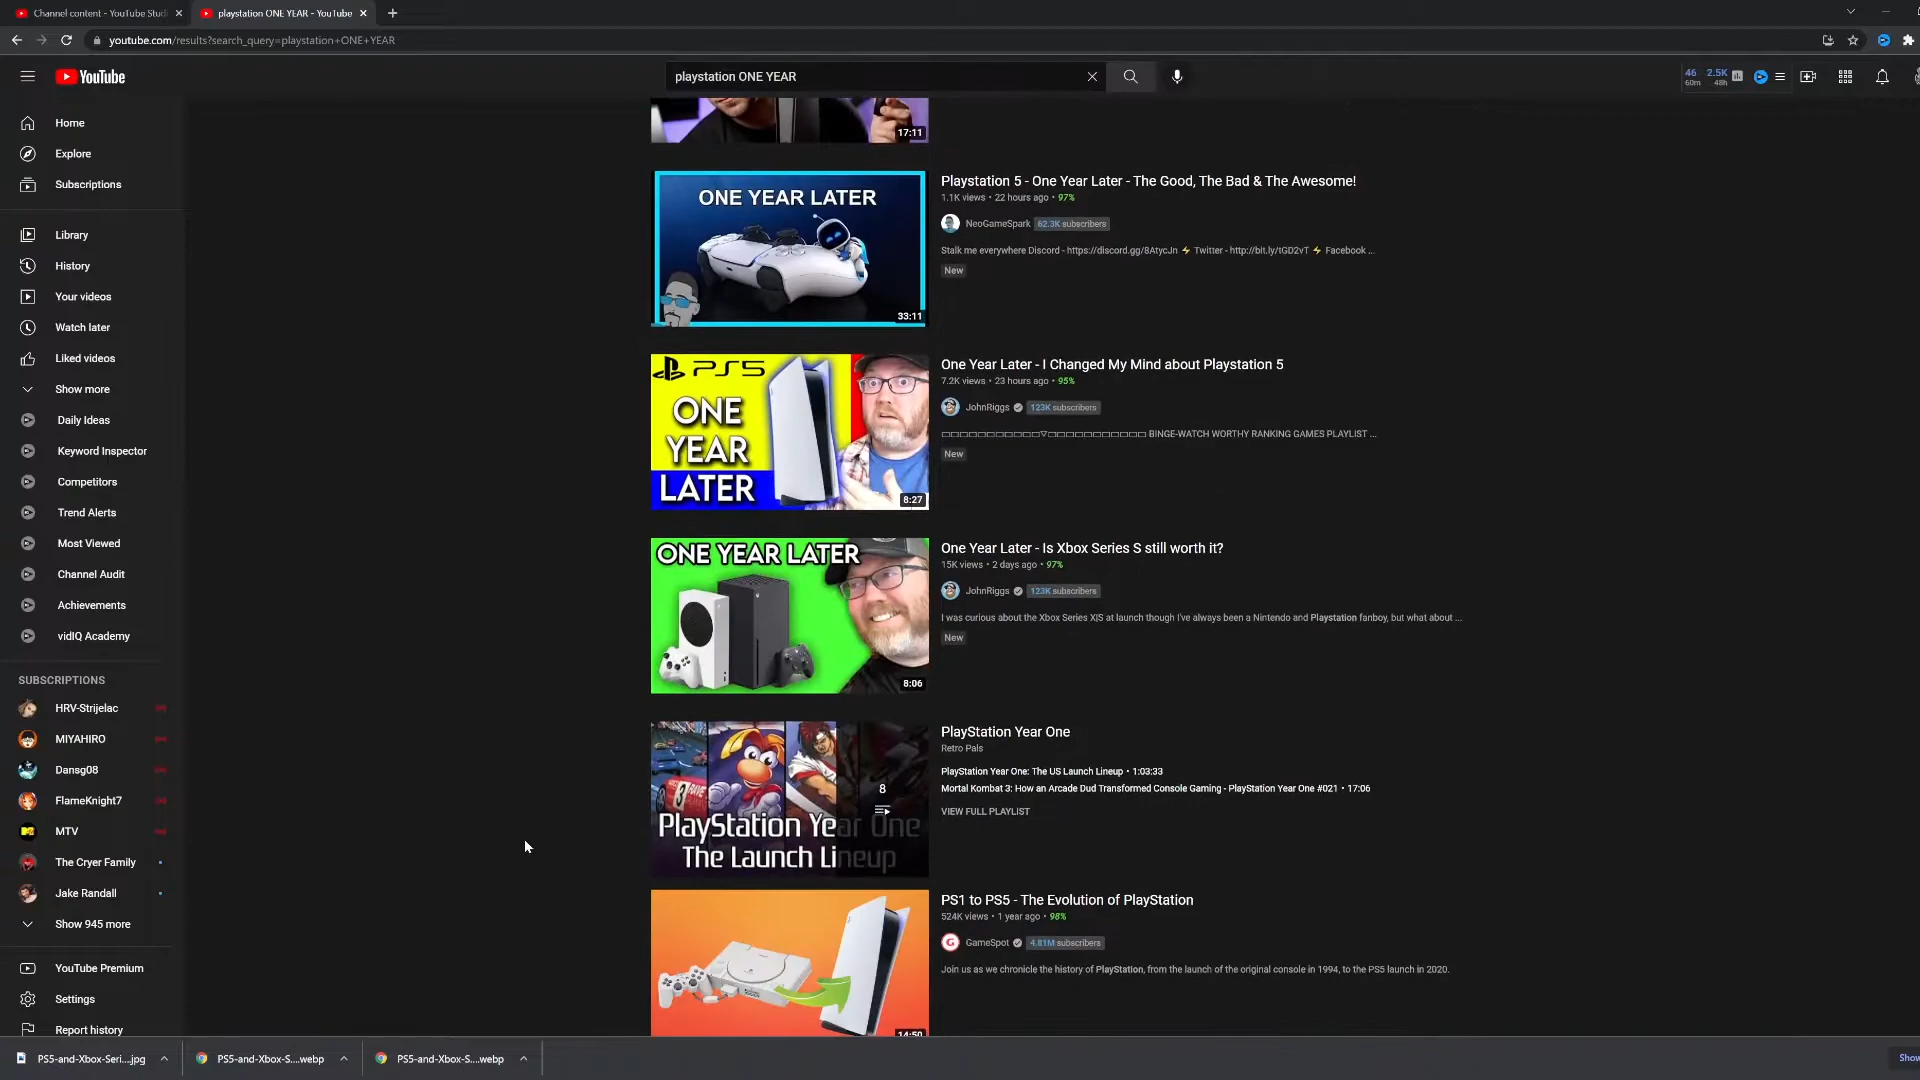 Channel content - YouTube Studi
playstation ONE YEAR - YouTube
youtube.com/results?search_query=playstation+ONE+YEAR
YouTube
playstation ONE YEAR
46
60m
2.5K
48h
Home
Explore
Subscriptions
Library
History
Your videos
Watch later
Liked videos
Show more
Daily Ideas
Keyword Inspector
Competitors
Trend Alerts
Most Viewed
Channel Audit
Achievements
vidIQ Academy
SUBSCRIPTIONS
HRV-Strijelac
MIYAHIRO
Dansg08
FlameKnight7
MTV
The Cryer Family
Jake Randall
Show 945 more
YouTube Premium
Settings
Report history
17:11
ONE YEAR LATER
33:11
Playstation 5 - One Year Later - The Good, The Bad & The Awesome!
1.1K views • 22 hours ago • 97%
NeoGameSpark 62.3K subscribers
Stalk me everywhere Discord - https://discord.gg/8AtycJn ⚡ Twitter - http://bit.ly/tGD2vT ⚡ Facebook ...
New
PS5
ONE
YEAR
LATER
8:27
One Year Later - I Changed My Mind about Playstation 5
7.2K views • 23 hours ago • 95%
JohnRiggs 123K subscribers
BINGE-WATCH WORTHY RANKING GAMES PLAYLIST ...
New
ONE YEAR LATER
8:06
One Year Later - Is Xbox Series S still worth it?
15K views • 2 days ago • 97%
JohnRiggs 123K subscribers
I was curious about the Xbox Series X|S at launch though I've always been a Nintendo and Playstation fanboy, but what about ...
New
PlayStation Year One
The Launch Lineup
8
PlayStation Year One
Retro Pals
PlayStation Year One: The US Launch Lineup • 1:03:33
Mortal Kombat 3: How an Arcade Dud Transformed Console Gaming - PlayStation Year One #021 • 17:06
VIEW FULL PLAYLIST
14:50
PS1 to PS5 - The Evolution of PlayStation
524K views • 1 year ago • 98%
GameSpot 4.81M subscribers
Join us as we chronicle the history of PlayStation, from the launch of the original console in 1994, to the PS5 launch in 2020.
PS5-and-Xbox-Seri....jpg
PS5-and-Xbox-S....webp
PS5-and-Xbox-S....webp
Show